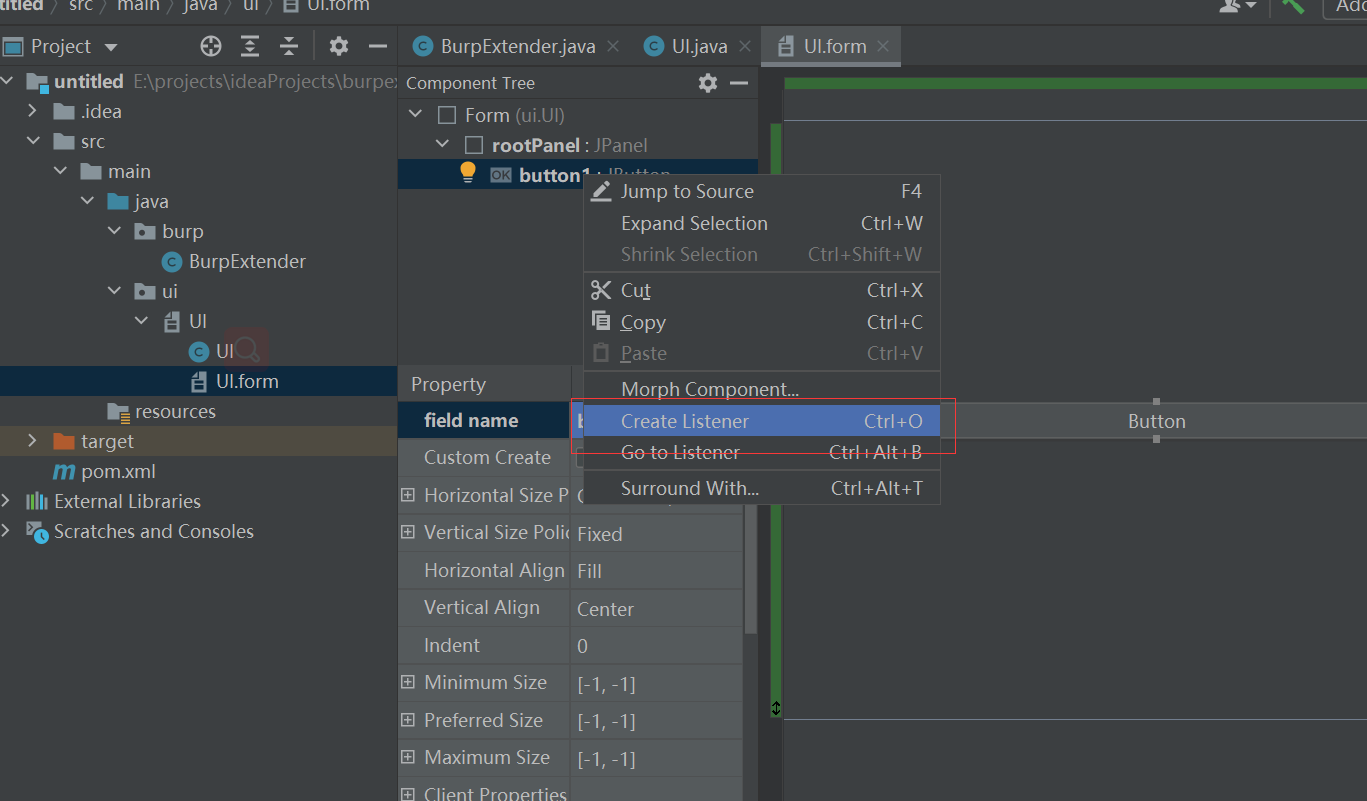 titled src main java ui UI.form
Add
Project
BurpExtender.java UI.java UI.form
untitled E:\projects\ideaProjects\burpex
Component Tree
.idea
Form (ui.UI)
src
rootPanel : JPanel
main
OK button1 : JButton
java
Jump to Source F4
burp
Expand Selection Ctrl+W
BurpExtender
Shrink Selection Ctrl+Shift+W
ui
Cut Ctrl+X
UI
Copy Ctrl+C
UI
Paste Ctrl+V
UI.form
Property
Morph Component...
resources
field name b
Create Listener Ctrl+O
Button
target
Go to Listener Ctrl+Alt+B
Custom Create
pom.xml
Surround With... Ctrl+Alt+T
Horizontal Size P
External Libraries
Vertical Size Polic Fixed
Scratches and Consoles
Horizontal Align Fill
Vertical Align Center
Indent 0
Minimum Size [-1, -1]
Preferred Size [-1, -1]
Maximum Size [-1, -1]
Client Properties